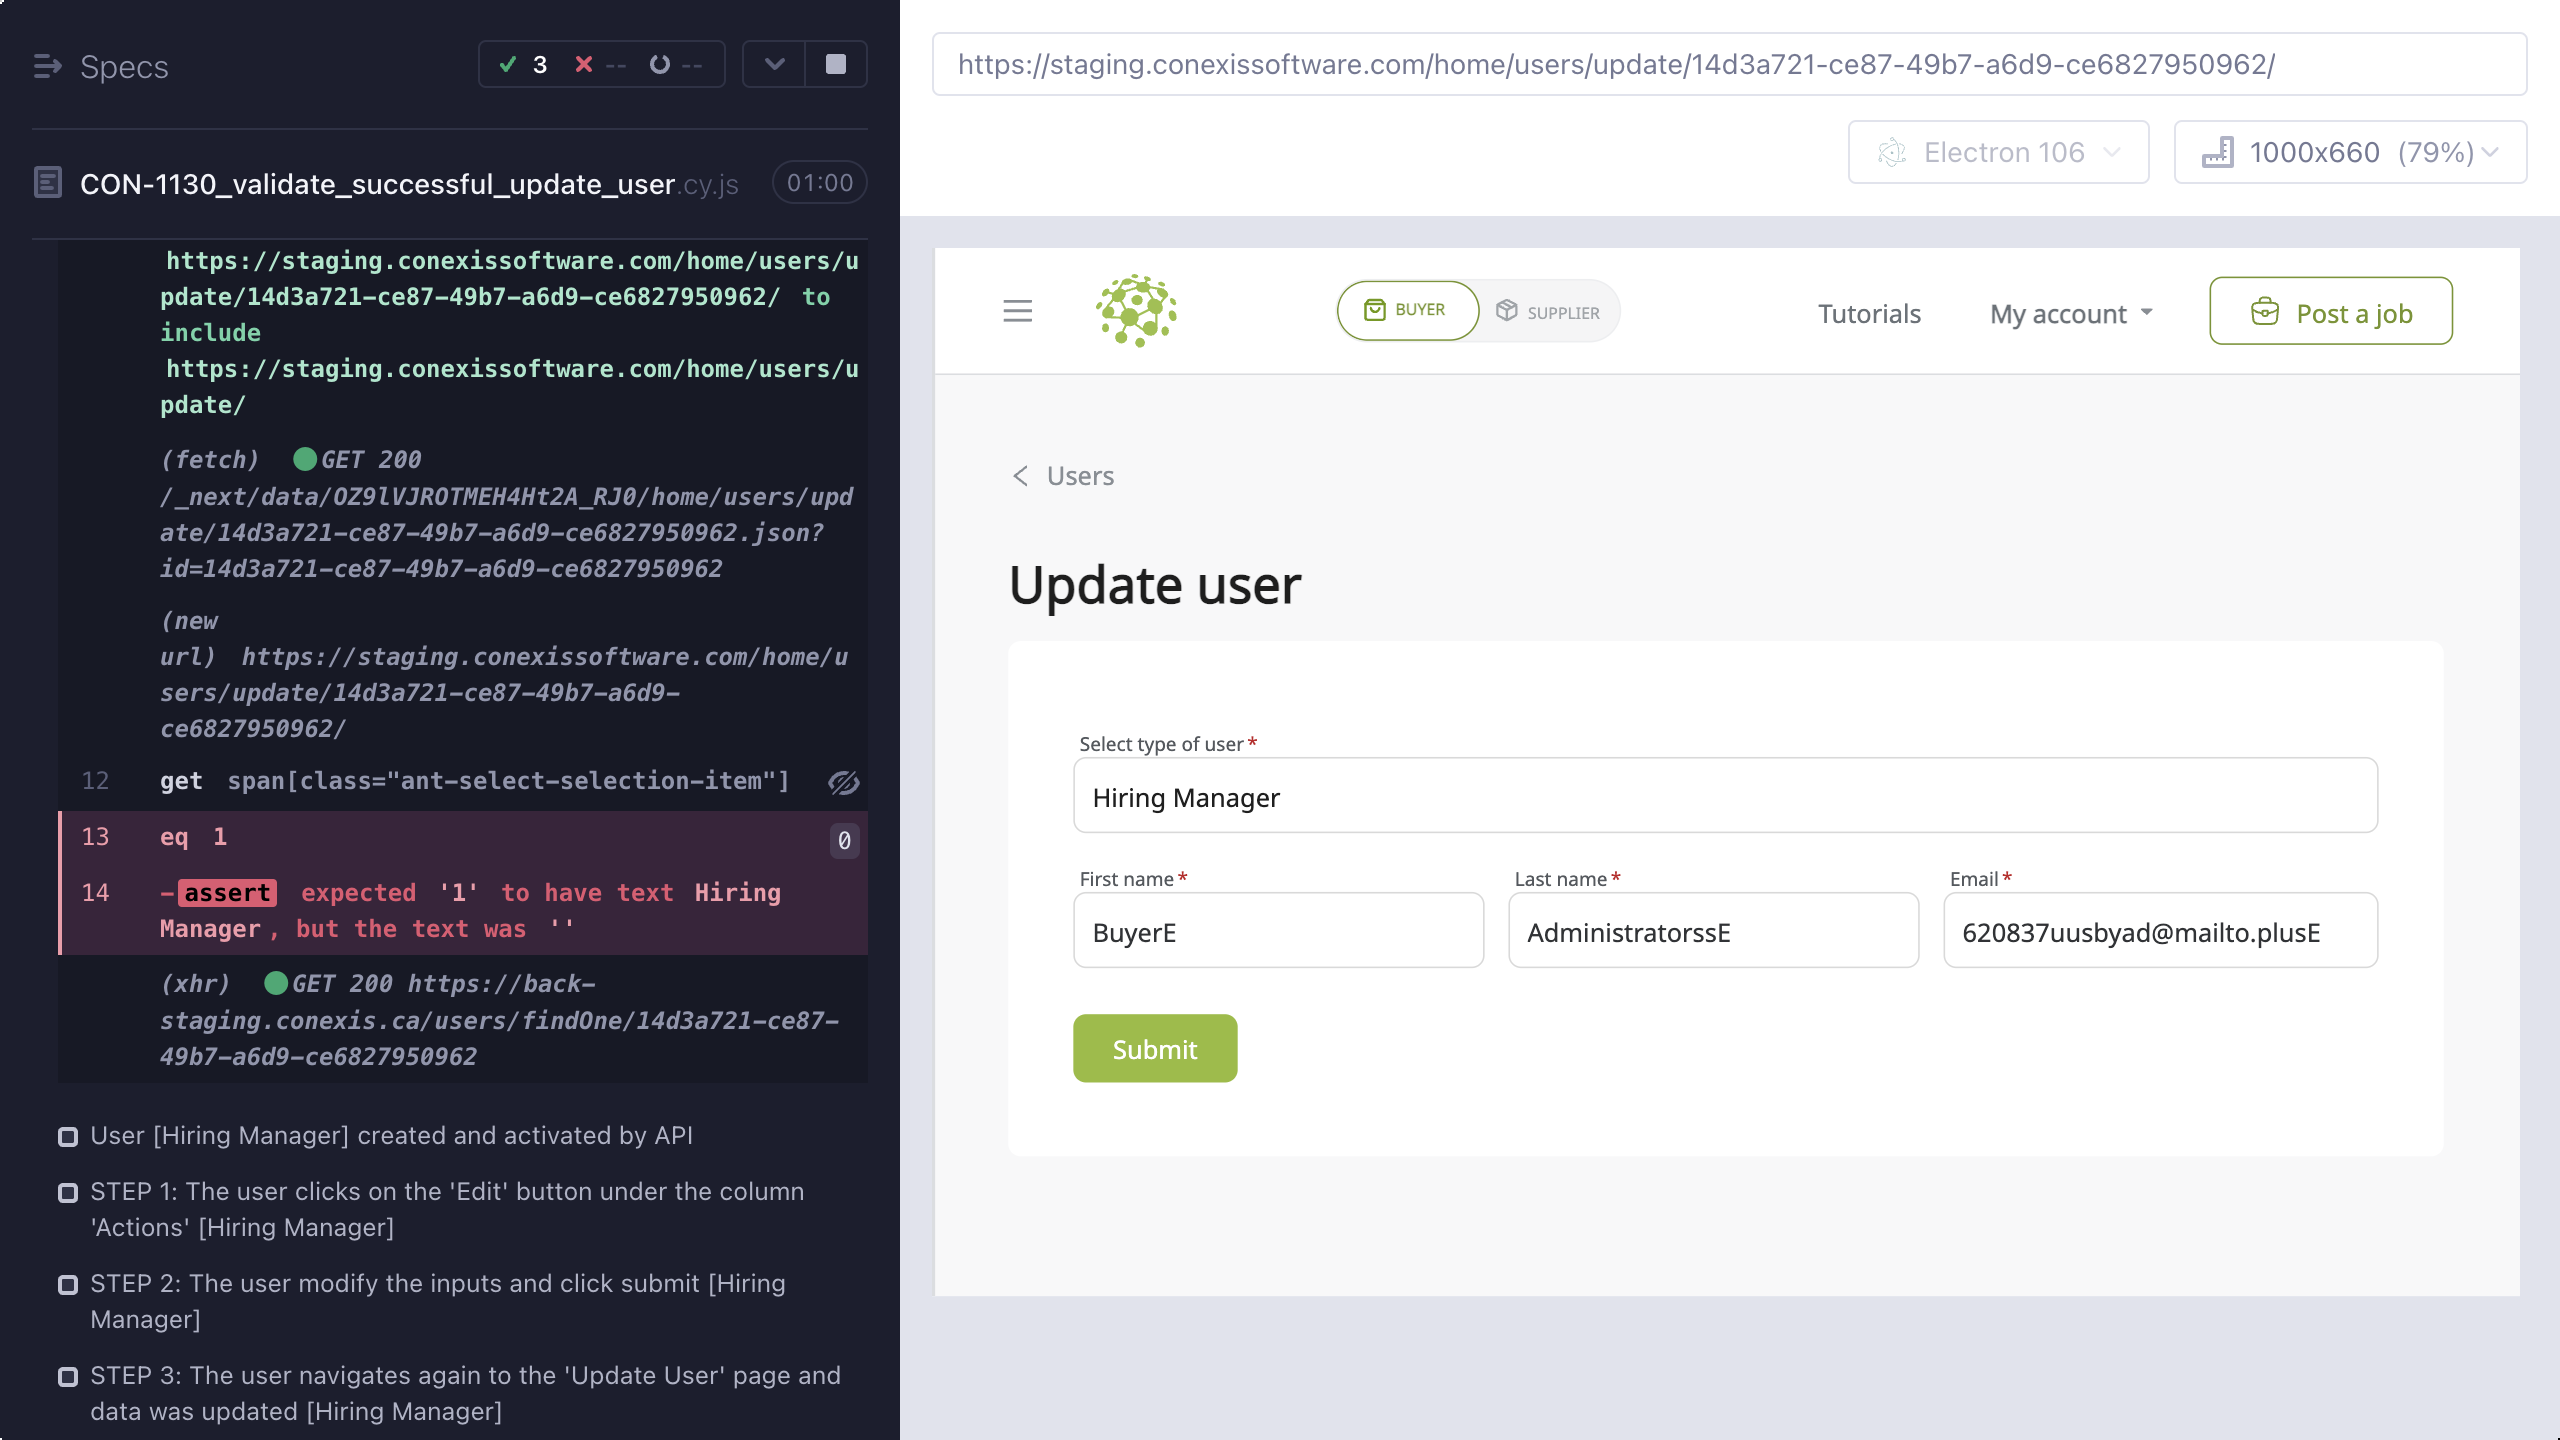 Specs
3 -- --
CON-1130_validate_successful_update_user.cy.js 01:00
https://staging.conexissoftware.com/home/users/u
pdate/14d3a721-ce87-49b7-a6d9-ce6827950962/ to
include
https://staging.conexissoftware.com/home/users/u
pdate/
(fetch) GET 200
/_next/data/OZ9lVJROTMEH4Ht2A_RJ0/home/users/upd
ate/14d3a721-ce87-49b7-a6d9-ce6827950962.json?
id=14d3a721-ce87-49b7-a6d9-ce6827950962
(new
url) https://staging.conexissoftware.com/home/u
sers/update/14d3a721-ce87-49b7-a6d9-
ce6827950962/
12 get span[class="ant-select-selection-item"]
13 eq 1 0
14 -assert expected '1' to have text Hiring
Manager, but the text was ''
(xhr) GET 200 https://back-
staging.conexis.ca/users/findOne/14d3a721-ce87-
49b7-a6d9-ce6827950962
User [Hiring Manager] created and activated by API
STEP 1: The user clicks on the 'Edit' button under the column
'Actions' [Hiring Manager]
STEP 2: The user modify the inputs and click submit [Hiring
Manager]
STEP 3: The user navigates again to the 'Update User' page and
data was updated [Hiring Manager]
https://staging.conexissoftware.com/home/users/update/14d3a721-ce87-49b7-a6d9-ce6827950962/
Electron 106 1000x660 (79%)
BUYER SUPPLIER Tutorials My account Post a job
Users
Update user
Select type of user*
Hiring Manager
First name* Last name* Email*
BuyerE AdministratorssE 620837uusbyad@mailto.plusE
Submit